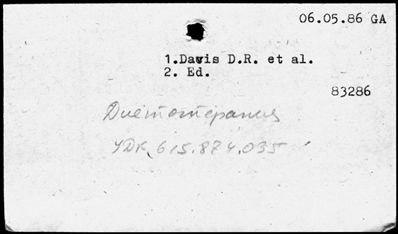 06.05.86 GA
1.Davis D.R. et al.
2. Ed.
83286
Диетотерапия
УДК 615.874.035